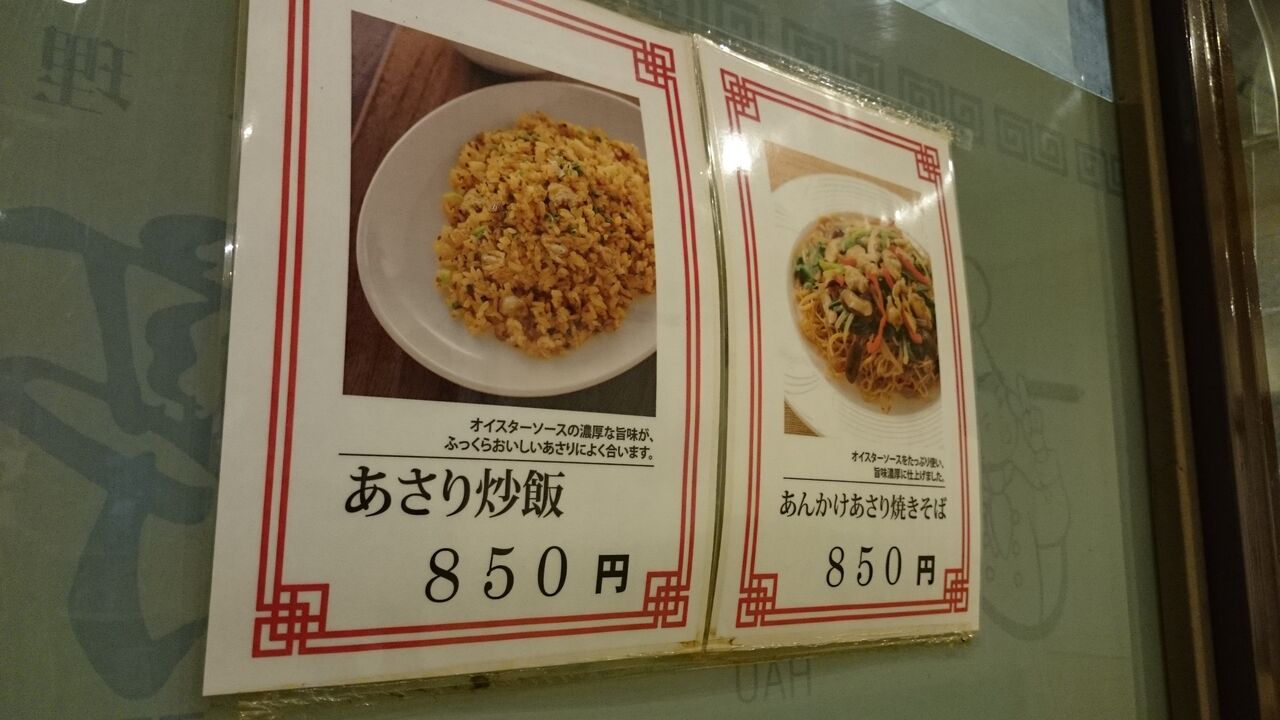 オイスターソースの濃厚な旨味が、
ふっくらおいしいあさりによく合います。
あさり炒飯
850円
オイスターソースをたっぷり使い、
旨味濃厚に仕上げました。
あんかけあさり焼きそば
850円
理
HAU